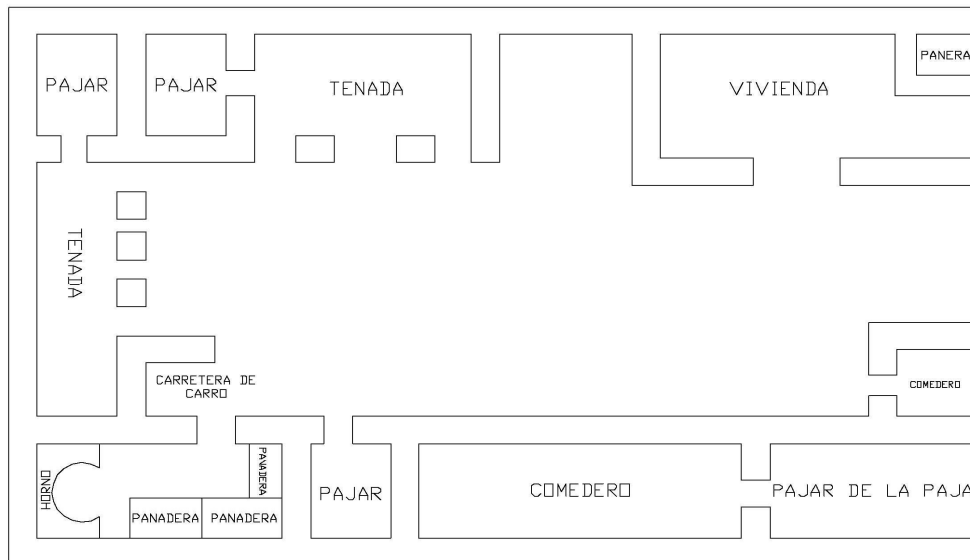 PAJAR
PAJAR
TENADA
VIVIENDA
PANERA
TENADA
CARRETERA DE
CARRO
COMEDERO
HORNO
PANADERA
PANADERA
PANADERA
PAJAR
COMEDERO
PAJAR DE LA PAJA